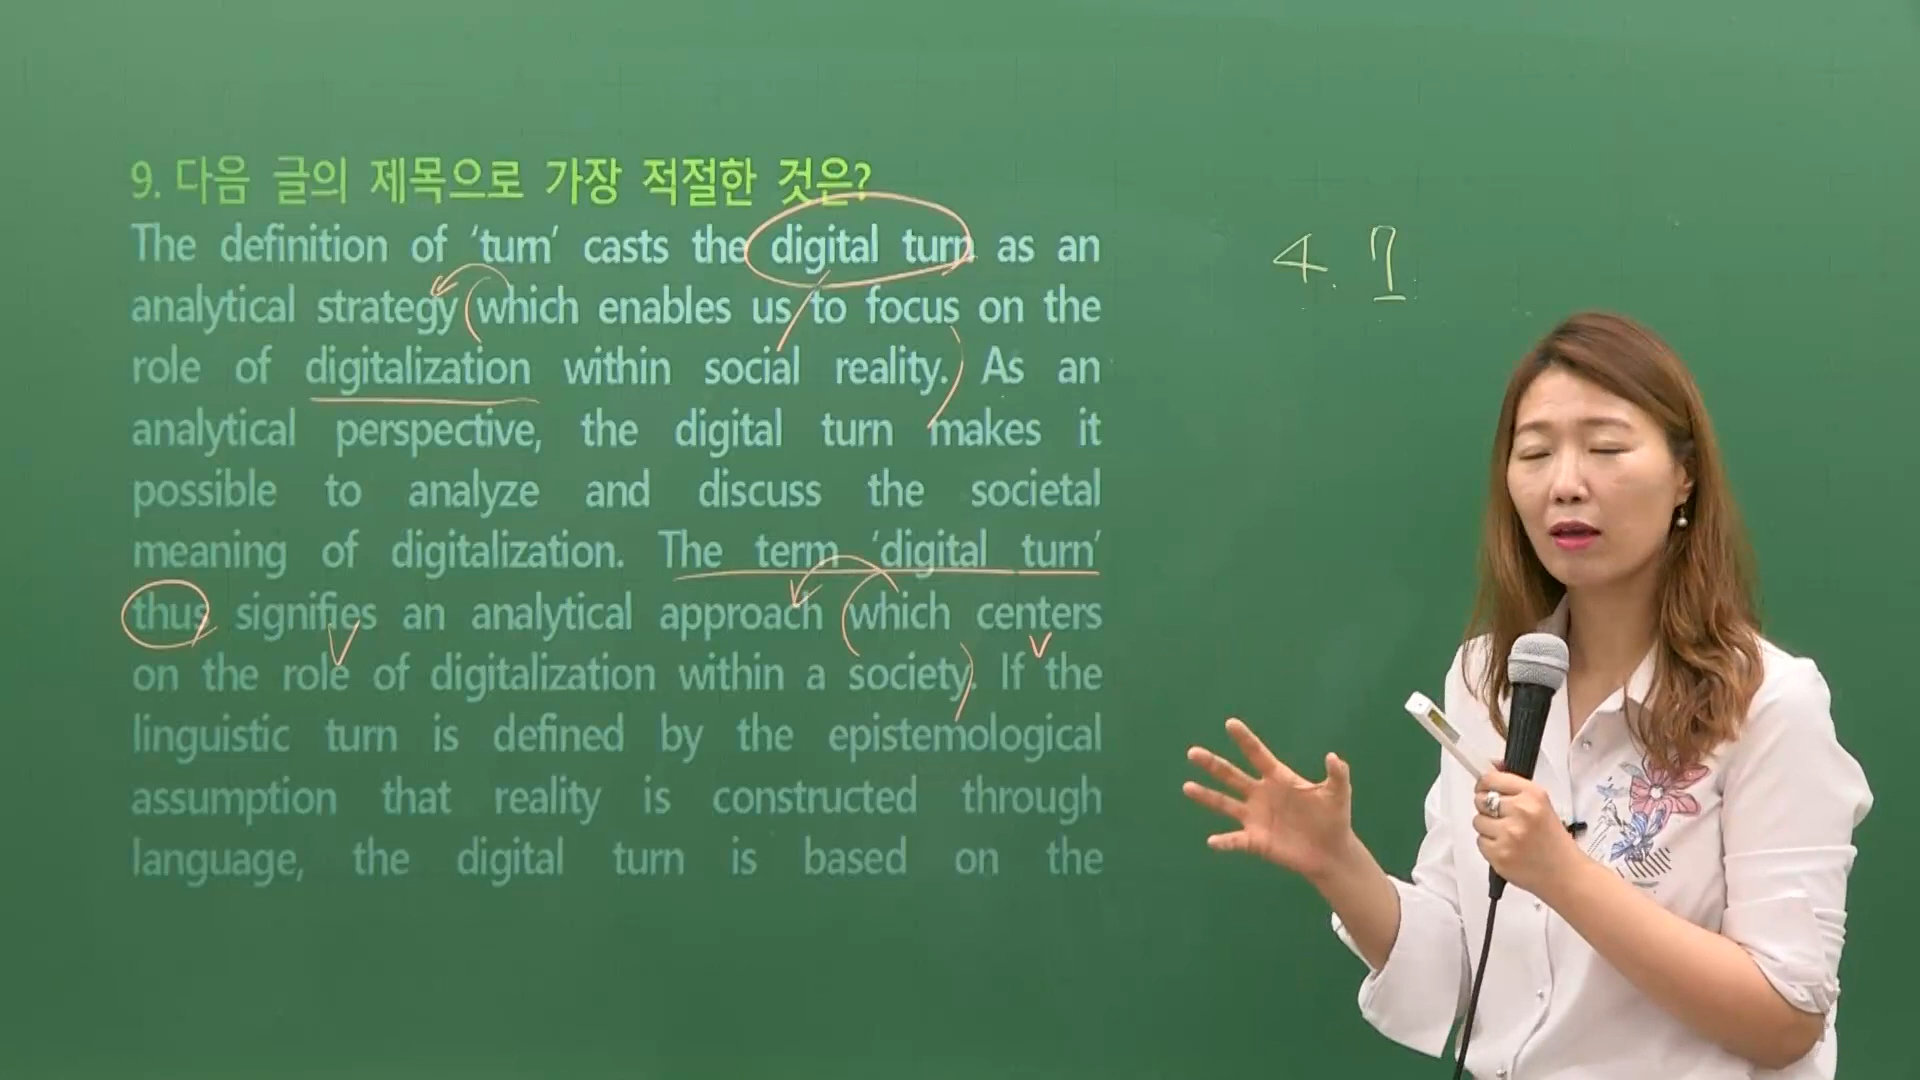 9. 다음 글의 제목으로 가장 적절한 것은?
The definition of ‘turn’ casts the digital turn as an
analytical strategy which enables us to focus on the
role of digitalization within social reality. As an
analytical perspective, the digital turn makes it
possible to analyze and discuss the societal
meaning of digitalization. The term ‘digital turn’
thus signifies an analytical approach which centers
on the role of digitalization within a society. If the
linguistic turn is defined by the epistemological
assumption that reality is constructed through
language, the digital turn is based on the